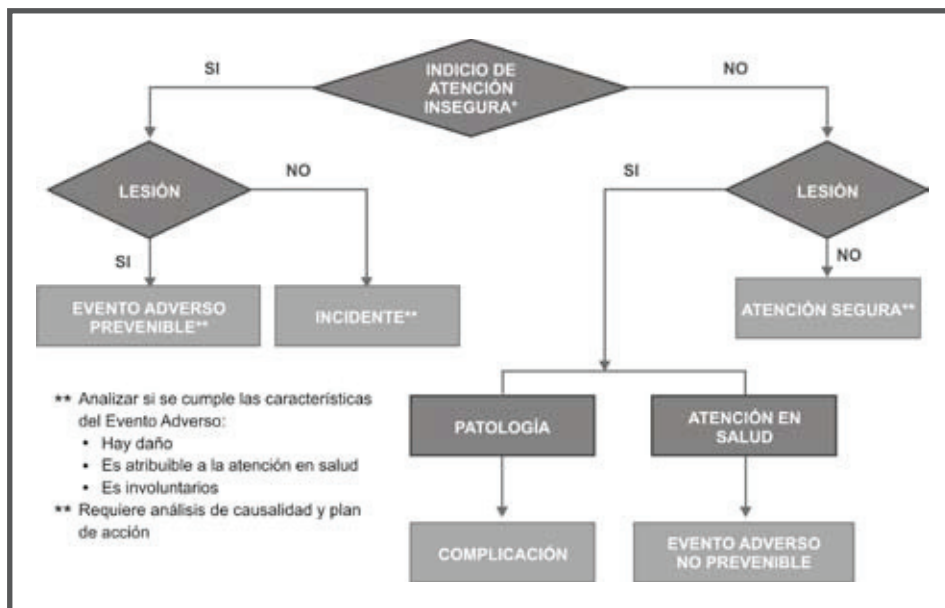 SI
INDICIO DE
ATENCIÓN
INSEGURA*
NO
LESIÓN
NO
SI
LESIÓN
SI
NO
EVENTO ADVERSO
PREVENIBLE**
INCIDENTE**
ATENCIÓN SEGURA**
** Analizar si se cumple las características
del Evento Adverso:
• Hay daño
• Es atribuible a la atención en salud
• Es involuntarios
** Requiere análisis de causalidad y plan
de acción
PATOLOGÍA
ATENCIÓN EN
SALUD
COMPLICACIÓN
EVENTO ADVERSO
NO PREVENIBLE